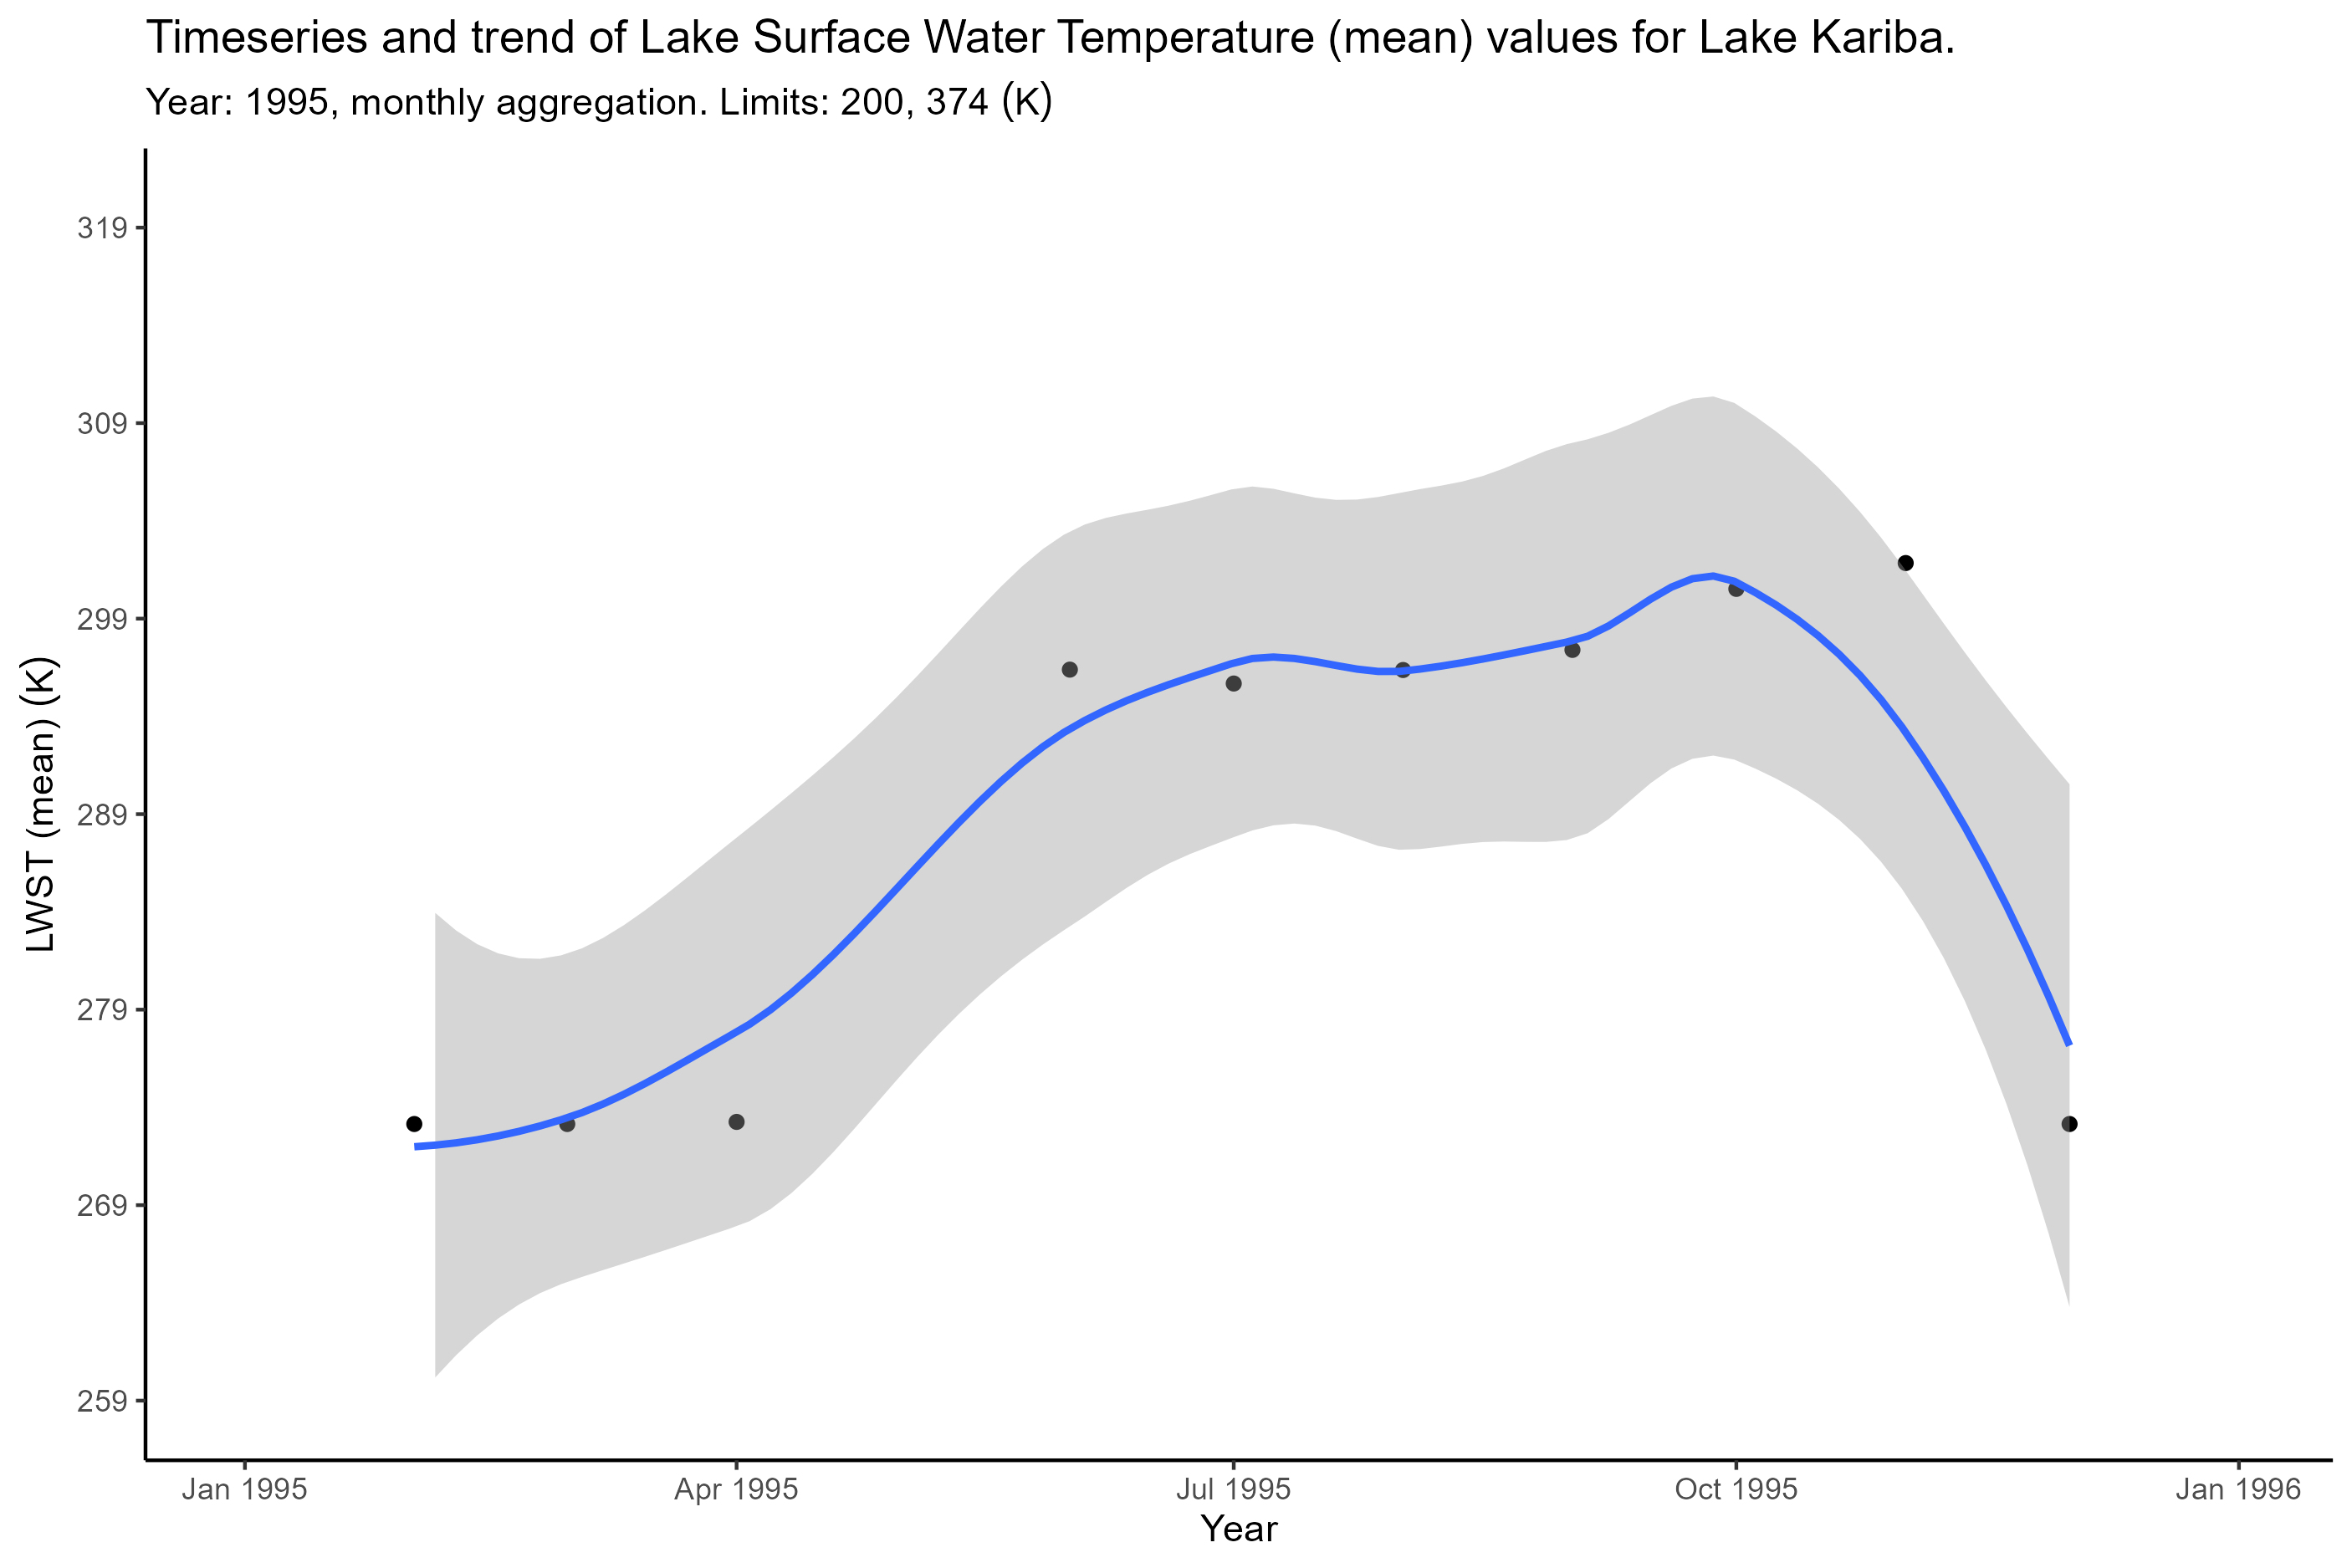 Timeseries and trend of Lake Surface Water Temperature (mean) values for Lake Kariba.
Year: 1995, monthly aggregation. Limits: 200, 374 (K)
LWST (mean) (K)
319
309
299
289
279
269
259
Jan 1995
Apr 1995
Jul 1995
Oct 1995
Jan 1996
Year